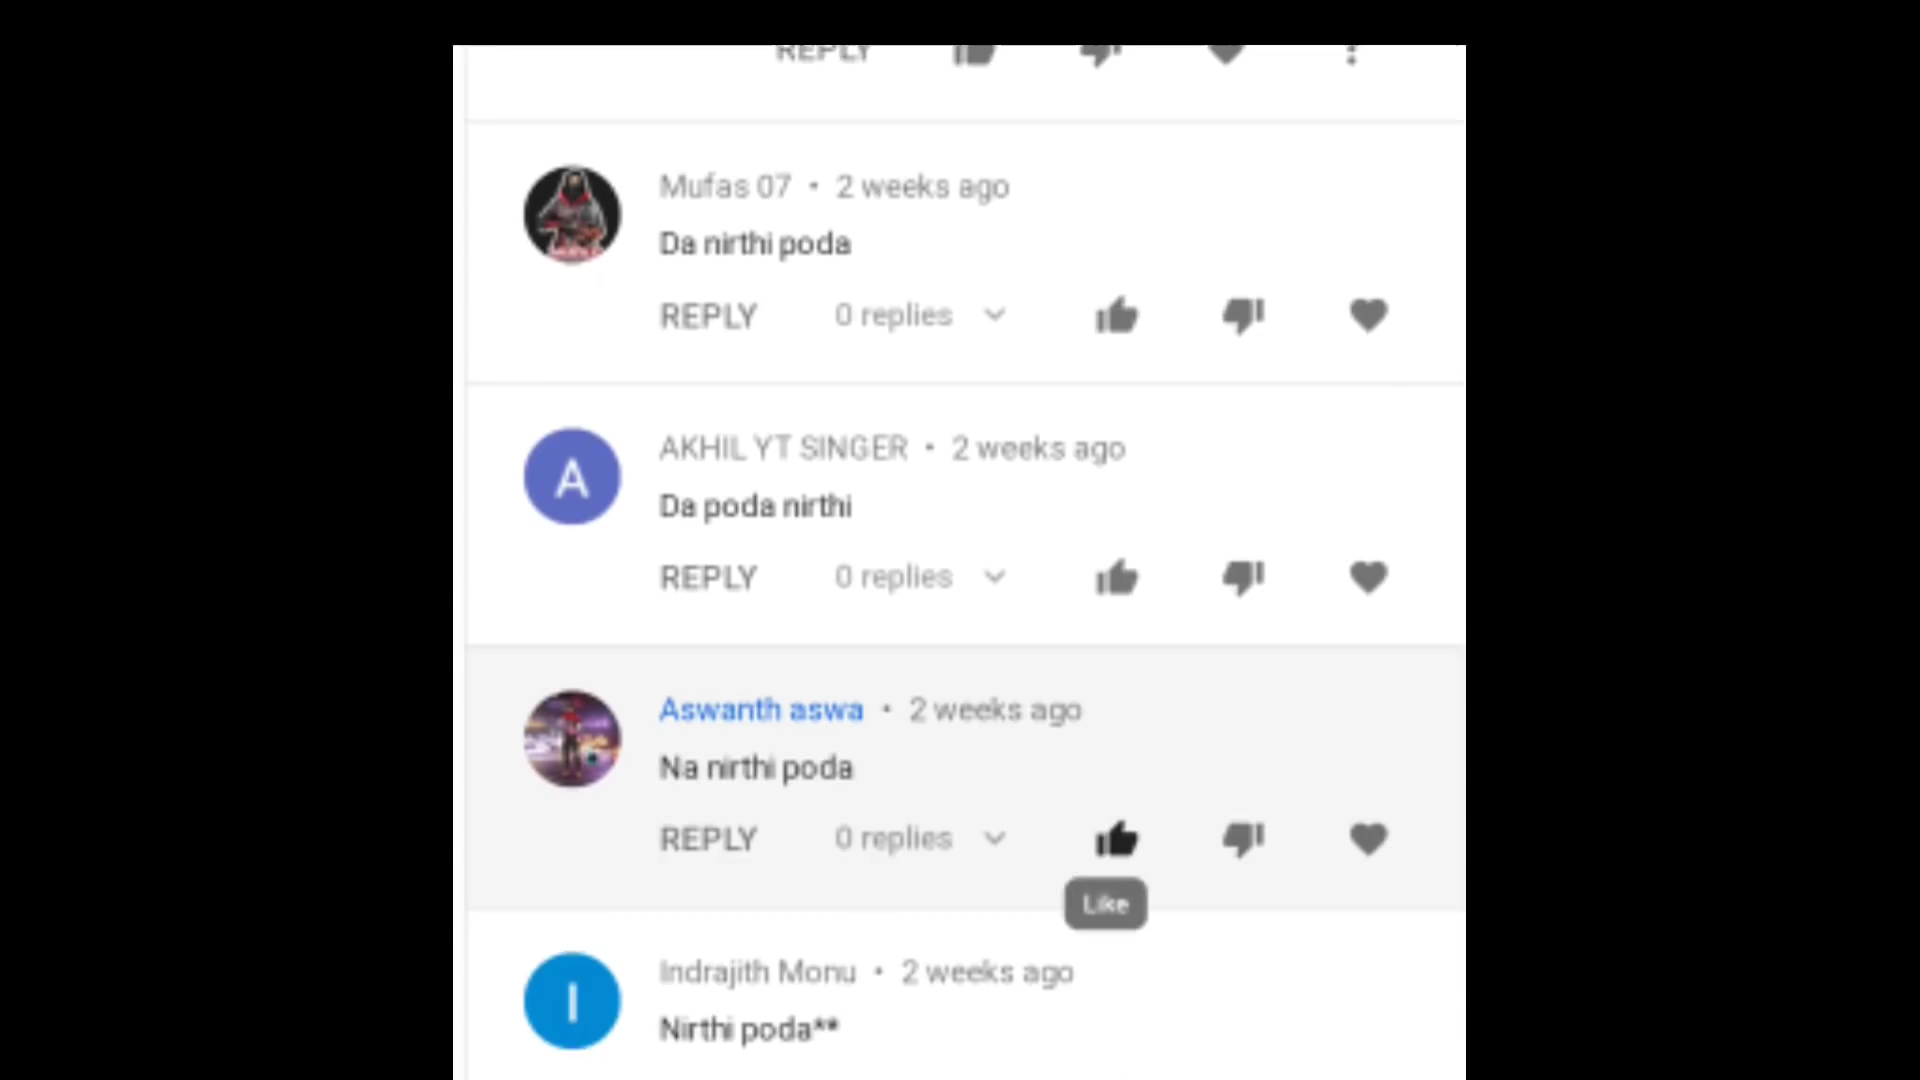 REPLY
Mufas 07 • 2 weeks ago
Da nirthi poda
REPLY 0 replies
A
AKHIL YT SINGER • 2 weeks ago
Da poda nirthi
REPLY 0 replies
Aswanth aswa • 2 weeks ago
Na nirthi poda
REPLY 0 replies
Like
I
Indrajith Monu • 2 weeks ago
Nirthi poda**